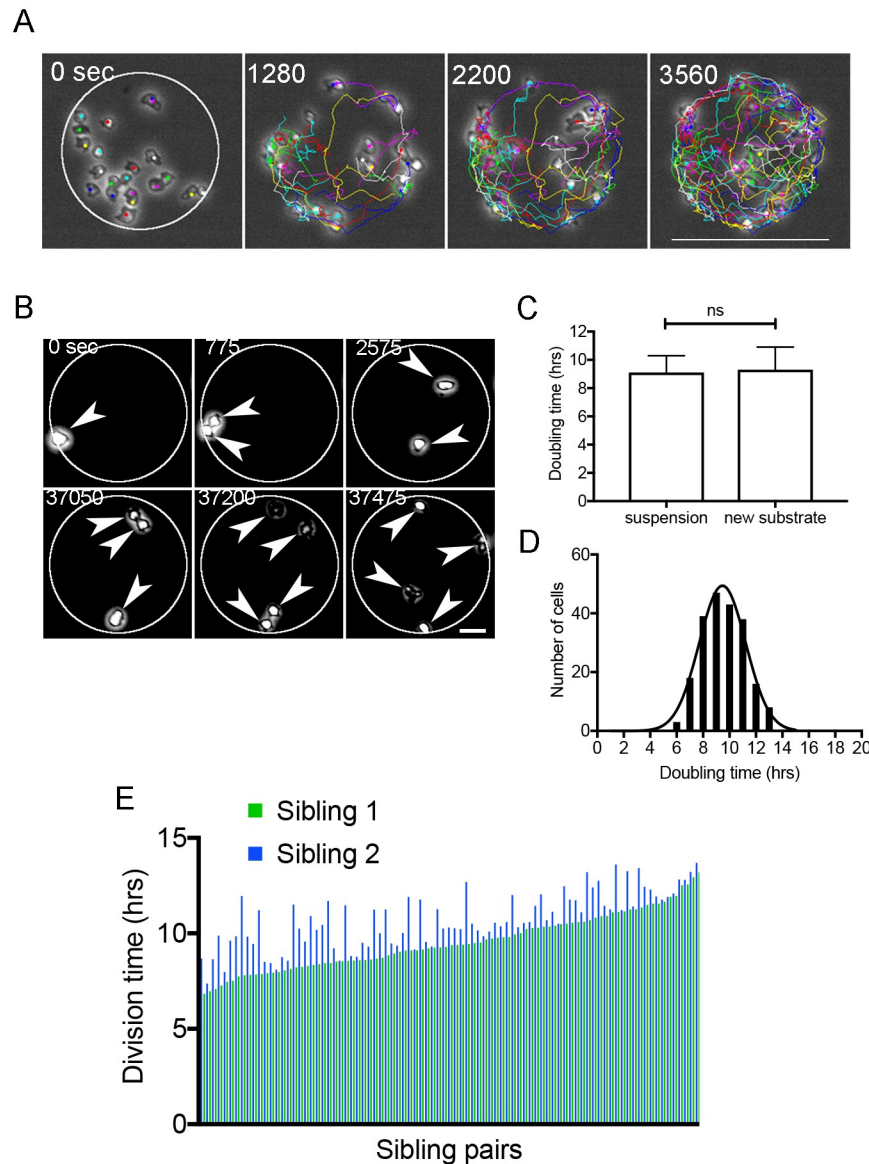 A
0 sec
1280
2200
3560
B
0 sec
775
2575
37050
37200
37475
C
ns
12
10
8
6
4
2
0
Doubling time (hrs)
suspension
new substrate
D
60
40
20
0
Number of cells
0 2 4 6 8 10 12 14 16 18 20
Doubling time (hrs)
E
Sibling 1
Sibling 2
15
10
5
0
Division time (hrs)
Sibling pairs